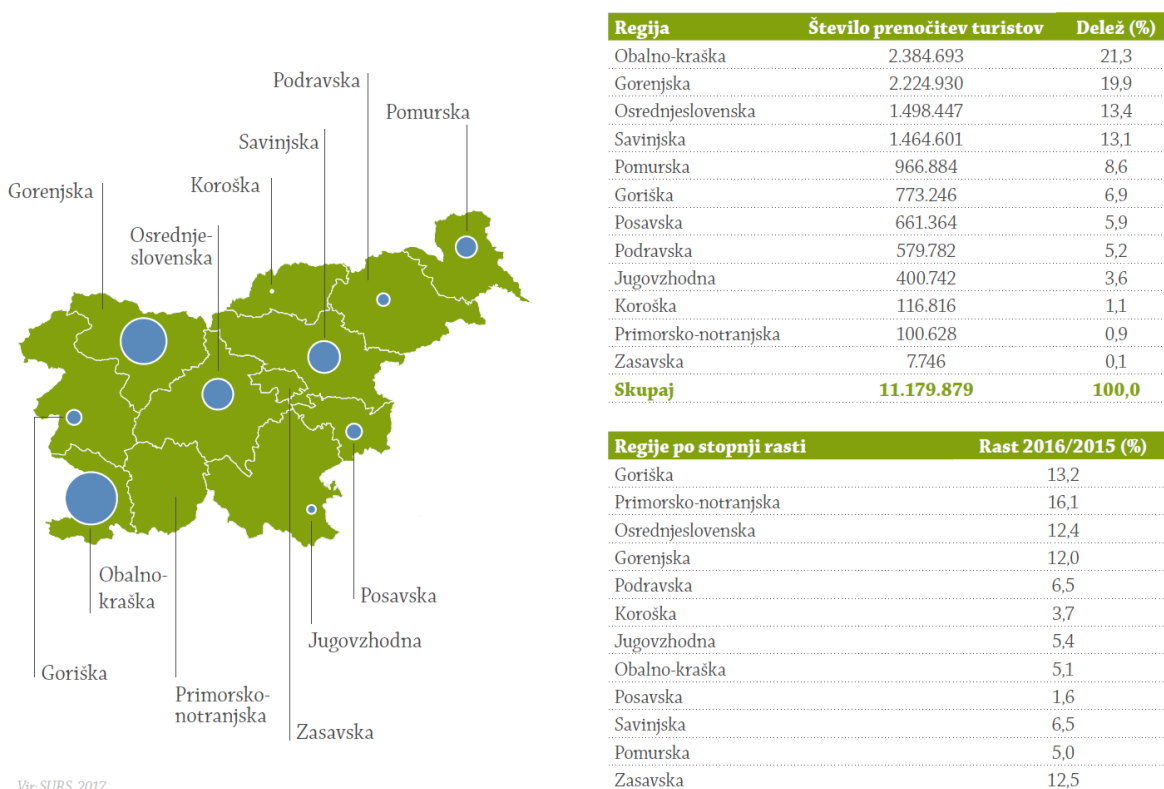 Podravska
Pomurska
Savinjska
Koroška
Gorenjska
Osrednje-
slovenska
Obalno-
kraška
Posavska
Jugovzhodna
Goriška
Primorsko-
notranjska
Zasavska
Vir: SURS, 2017
Regija Število prenočitev turistov Delež (%)
Obalno-kraška 2.384.693 21,3
Gorenjska 2.224.930 19,9
Osrednjeslovenska 1.498.447 13,4
Savinjska 1.464.601 13,1
Pomurska 966.884 8,6
Goriška 773.246 6,9
Posavska 661.364 5,9
Podravska 579.782 5,2
Jugovzhodna 400.742 3,6
Koroška 116.816 1,1
Primorsko-notranjska 100.628 0,9
Zasavska 7.746 0,1
Skupaj 11.179.879 100,0
Regije po stopnji rasti Rast 2016/2015 (%)
Goriška 13,2
Primorsko-notranjska 16,1
Osrednjeslovenska 12,4
Gorenjska 12,0
Podravska 6,5
Koroška 3,7
Jugovzhodna 5,4
Obalno-kraška 5,1
Posavska 1,6
Savinjska 6,5
Pomurska 5,0
Zasavska 12,5